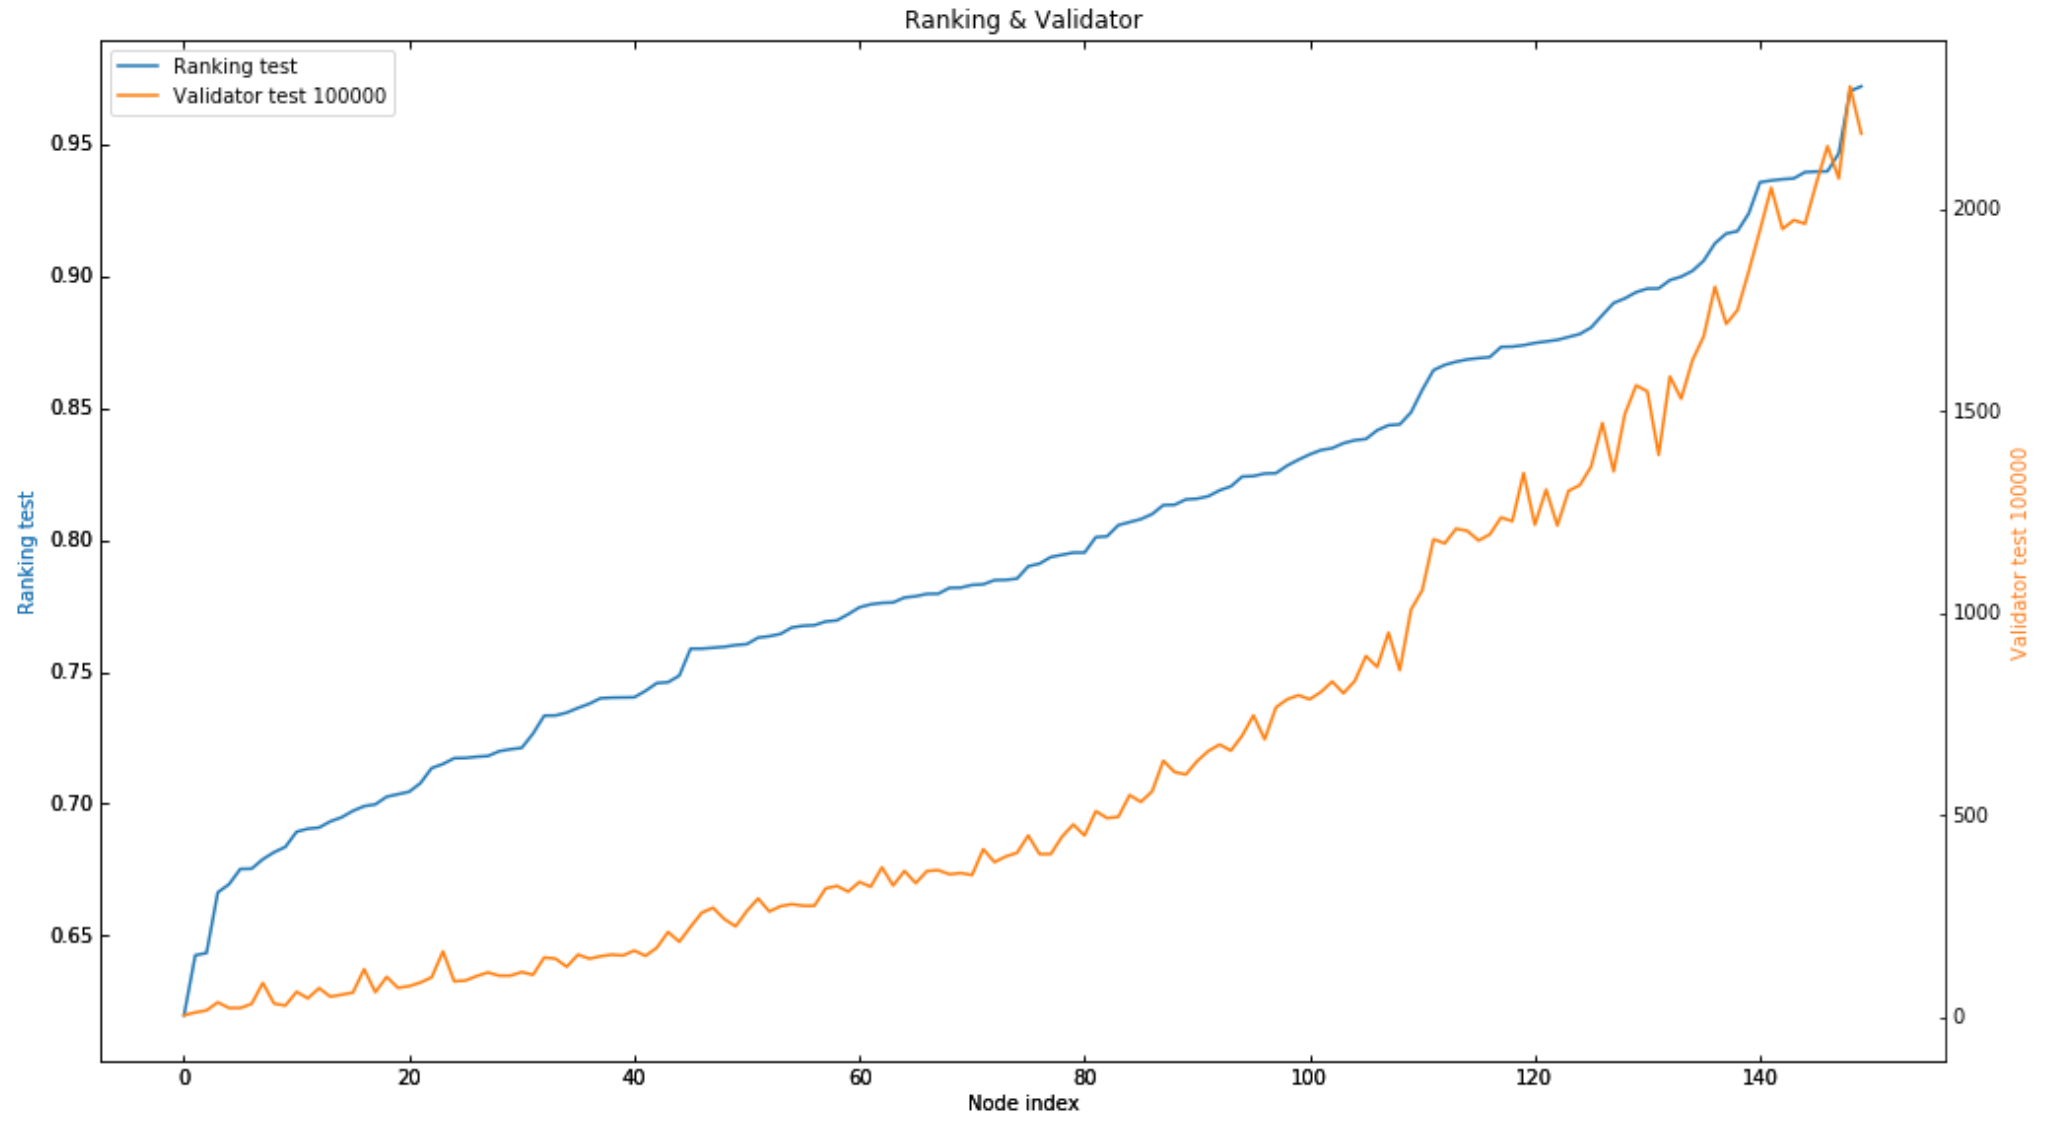 Ranking & Validator
Ranking test
Validator test 100000
0.95
0.90
0.85
0.80
0.75
0.70
0.65
Ranking test
2000
1500
1000
500
0
Validator test 100000
0 20 40 60 80 100 120 140
Node index